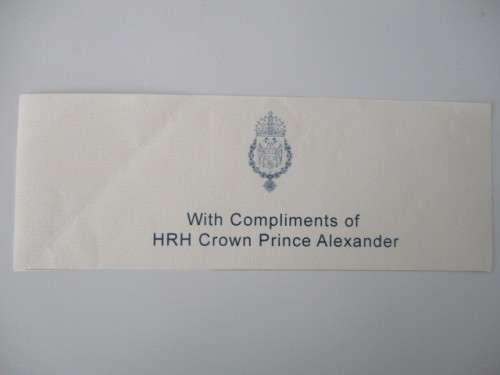 With Compliments of
HRH Crown Prince Alexander